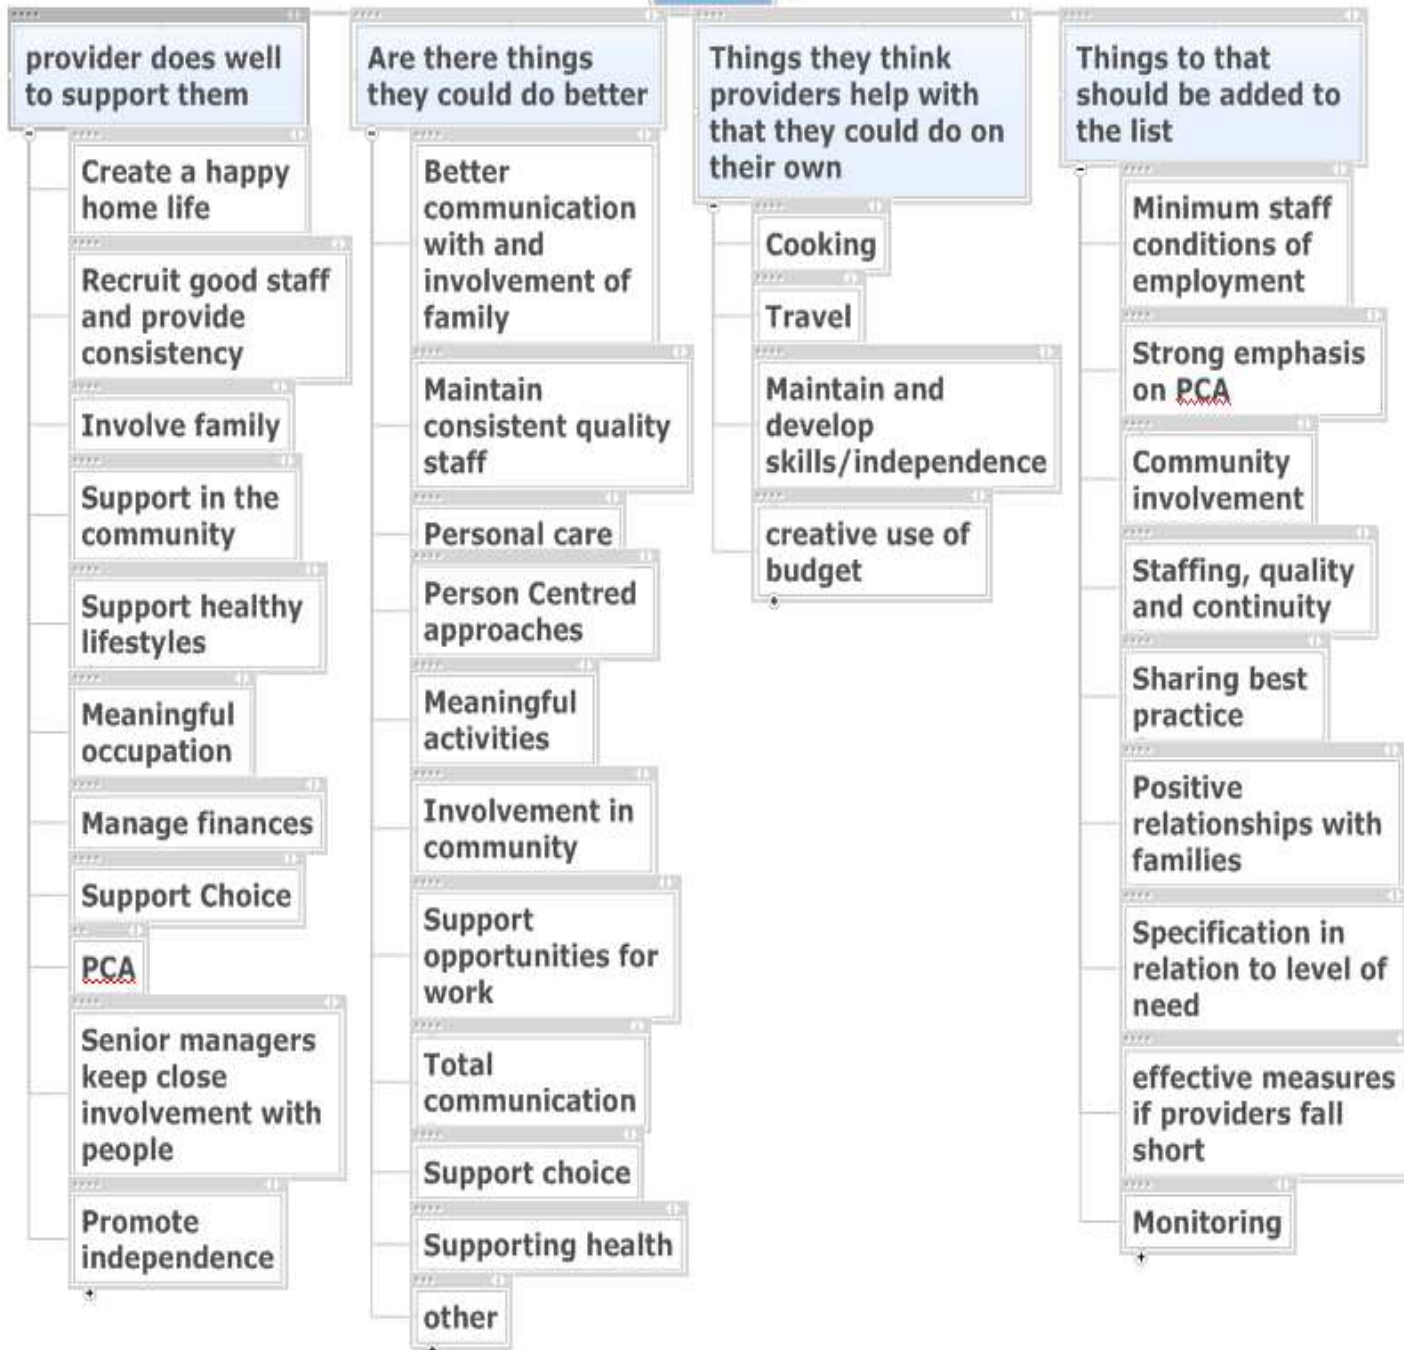 provider does well
to support them
Create a happy
home life
Recruit good staff
and provide
consistency
Involve family
Support in the
community
Support healthy
lifestyles
Meaningful
occupation
Manage finances
Support Choice
PCA
Senior managers
keep close
involvement with
people
Promote
independence
Are there things
they could do better
Better
communication
with and
involvement of
family
Maintain
consistent quality
staff
Personal care
Person Centred
approaches
Meaningful
activities
Involvement in
community
Support
opportunities for
work
Total
communication
Support choice
Supporting health
other
Things they think
providers help with
that they could do on
their own
Cooking
Travel
Maintain and
develop
skills/independence
creative use of
budget
Things to that
should be added to
the list
Minimum staff
conditions of
employment
Strong emphasis
on PCA
Community
involvement
Staffing, quality
and continuity
Sharing best
practice
Positive
relationships with
families
Specification in
relation to level of
need
effective measures
if providers fall
short
Monitoring